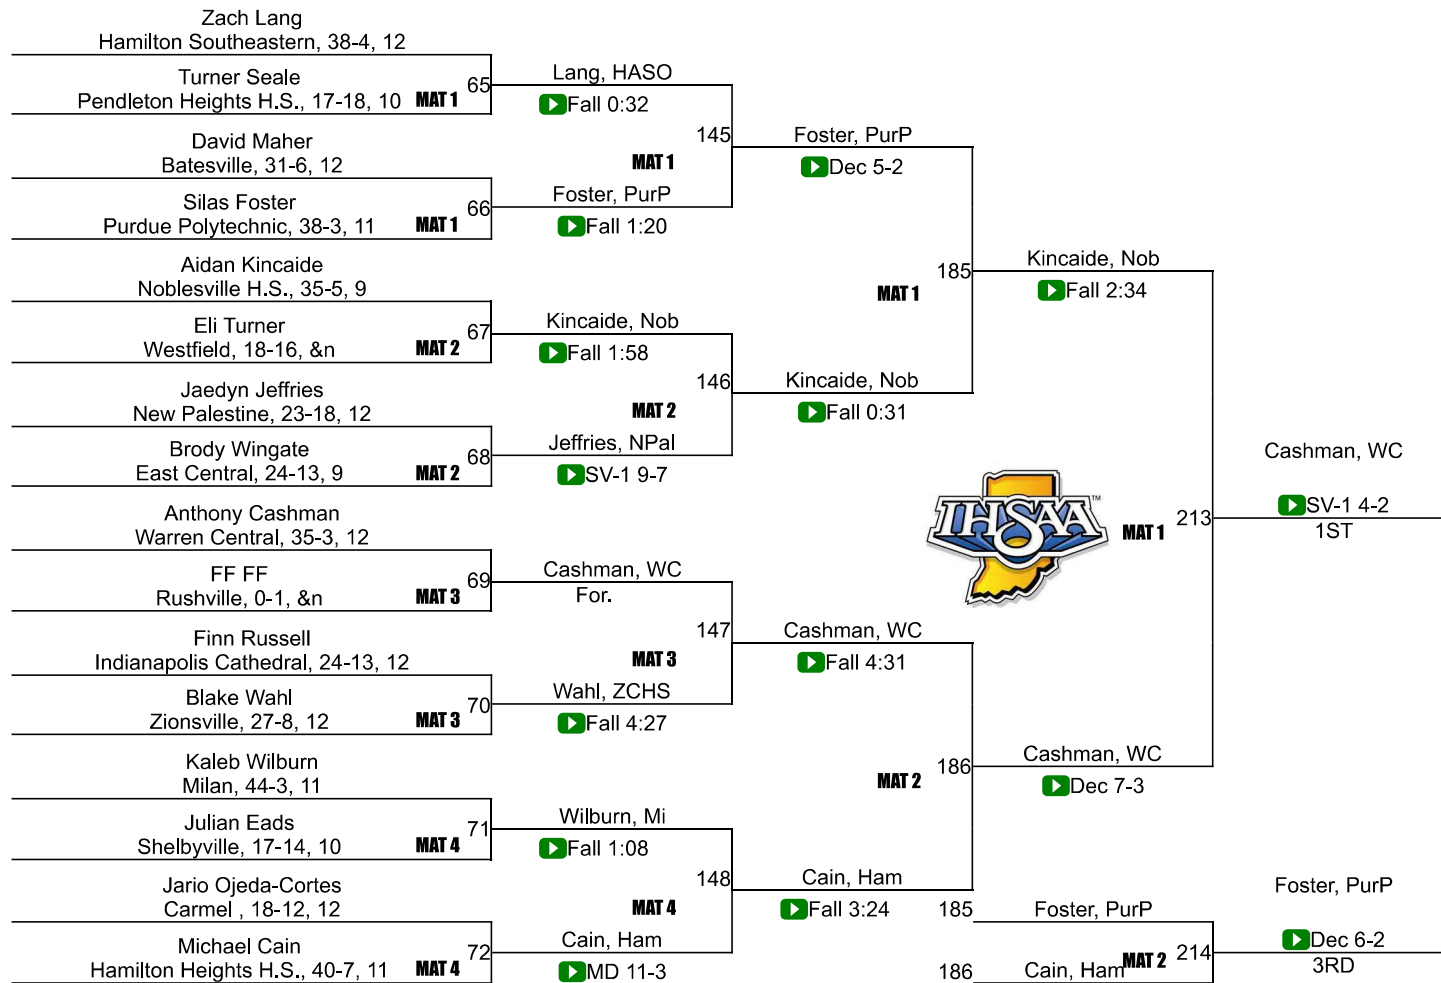 Zach Lang
Hamilton Southeastern, 38-4, 12
Turner Seale
Pendleton Heights H.S., 17-18, 10
MAT 1
65
Lang, HASO
Fall 0:32
David Maher
Batesville, 31-6, 12
Silas Foster
Purdue Polytechnic, 38-3, 11
MAT 1
66
Foster, PurP
Fall 1:20
145
MAT 1
Foster, PurP
Dec 5-2
Aidan Kincaide
Noblesville H.S., 35-5, 9
Eli Turner
Westfield, 18-16, &n
MAT 2
67
Kincaide, Nob
Fall 1:58
Jaedyn Jeffries
New Palestine, 23-18, 12
Brody Wingate
East Central, 24-13, 9
MAT 2
68
Jeffries, NPal
SV-1 9-7
146
MAT 2
Kincaide, Nob
Fall 0:31
185
MAT 1
Kincaide, Nob
Fall 2:34
Anthony Cashman
Warren Central, 35-3, 12
FF FF
Rushville, 0-1, &n
MAT 3
69
Cashman, WC
For.
Finn Russell
Indianapolis Cathedral, 24-13, 12
Blake Wahl
Zionsville, 27-8, 12
MAT 3
70
Wahl, ZCHS
Fall 4:27
147
MAT 3
Cashman, WC
Fall 4:31
Kaleb Wilburn
Milan, 44-3, 11
Julian Eads
Shelbyville, 17-14, 10
MAT 4
71
Wilburn, Mi
Fall 1:08
Jario Ojeda-Cortes
Carmel , 18-12, 12
Michael Cain
Hamilton Heights H.S., 40-7, 11
MAT 4
72
Cain, Ham
MD 11-3
148
MAT 4
Cain, Ham
Fall 3:24
186
MAT 2
Cashman, WC
Dec 7-3
IHSAA™
MAT 1
213
Cashman, WC
SV-1 4-2
1ST
185
Foster, PurP
186
Cain, Ham
MAT 2
214
Foster, PurP
Dec 6-2
3RD